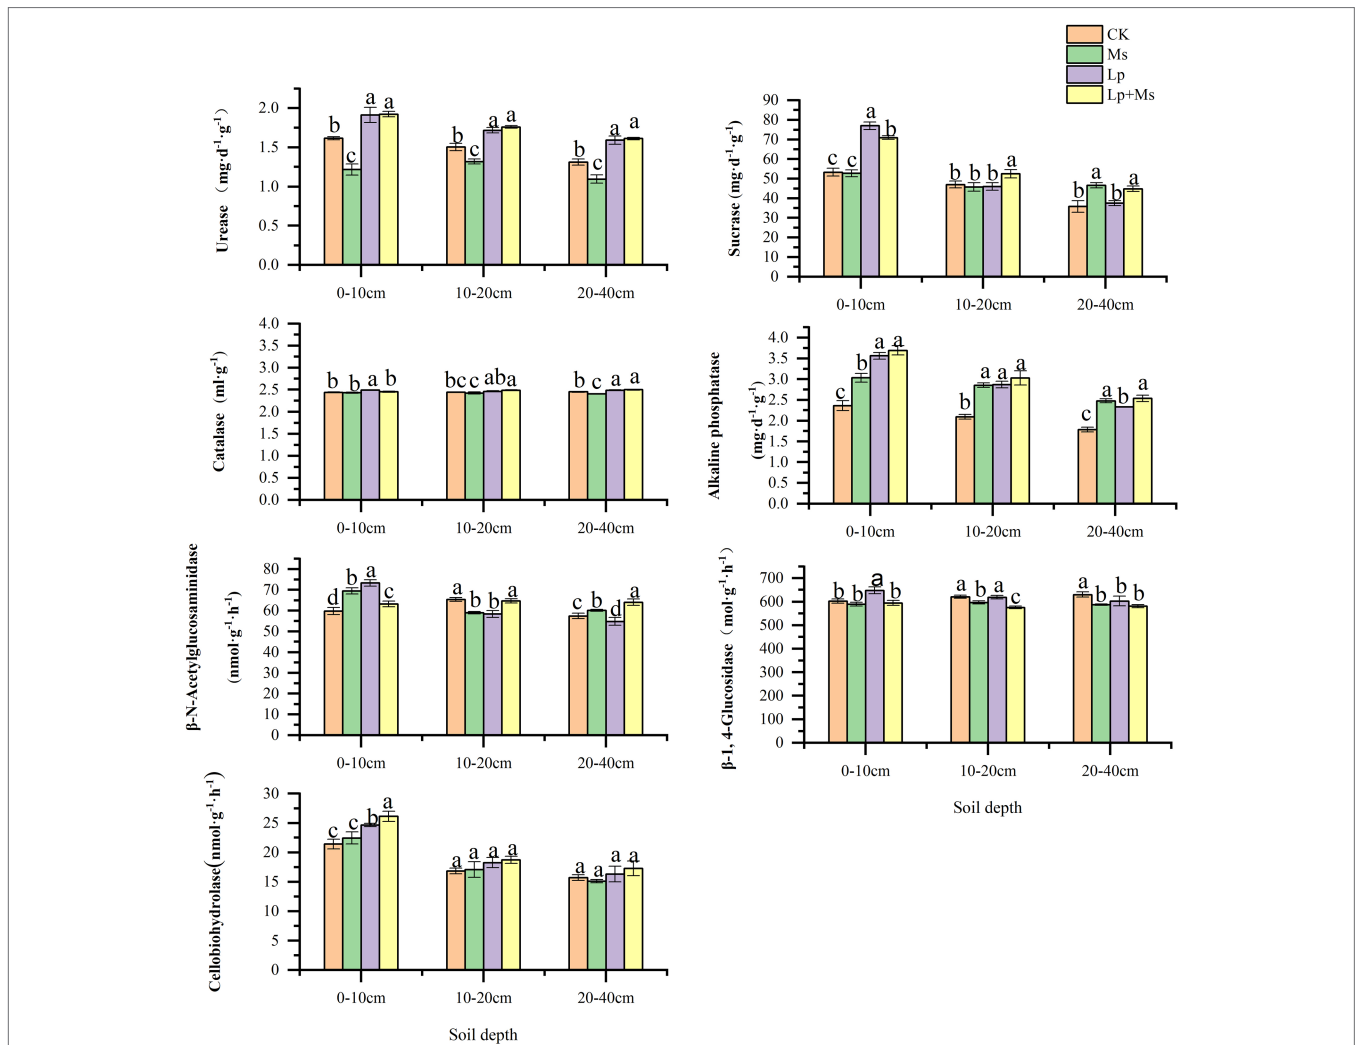 CK
Ms
Lp
Lp+Ms
Urease （mg·d⁻¹·g⁻¹)
2.0
1.5
1.0
0.5
0.0
b c a a
b c a a
b c a a
0-10cm 10-20cm 20-40cm
Sucrase (mg·d⁻¹·g⁻¹)
90
80
70
60
50
40
30
20
10
0
c c a b
b b b a
b a b a
0-10cm 10-20cm 20-40cm
Catalase (ml·g⁻¹)
4.0
3.5
3.0
2.5
2.0
1.5
1.0
0.5
0.0
b b a b
bc c ab a
b c a a
0-10cm 10-20cm 20-40cm
Alkaline phosphatase
(mg·d⁻¹·g⁻¹)
4.0
3.5
3.0
2.5
2.0
1.5
1.0
0.5
0.0
c b a a
b a a a
c a b a
0-10cm 10-20cm 20-40cm
β-N-Acetylglucosaminidase
(nmol·g⁻¹·h⁻¹)
80
70
60
50
40
30
20
10
0
d b a c
a b b a
c b d a
0-10cm 10-20cm 20-40cm
β-1, 4-Glucosidase （mol·g⁻¹·h⁻¹）
700
600
500
400
300
200
100
0
b b a b
a b a c
a b b b
0-10cm 10-20cm 20-40cm
Soil depth
Cellobiohydrolase(nmol·g⁻¹·h⁻¹)
30
25
20
15
10
5
0
c c b a
a a a a
a a a a
0-10cm 10-20cm 20-40cm
Soil depth